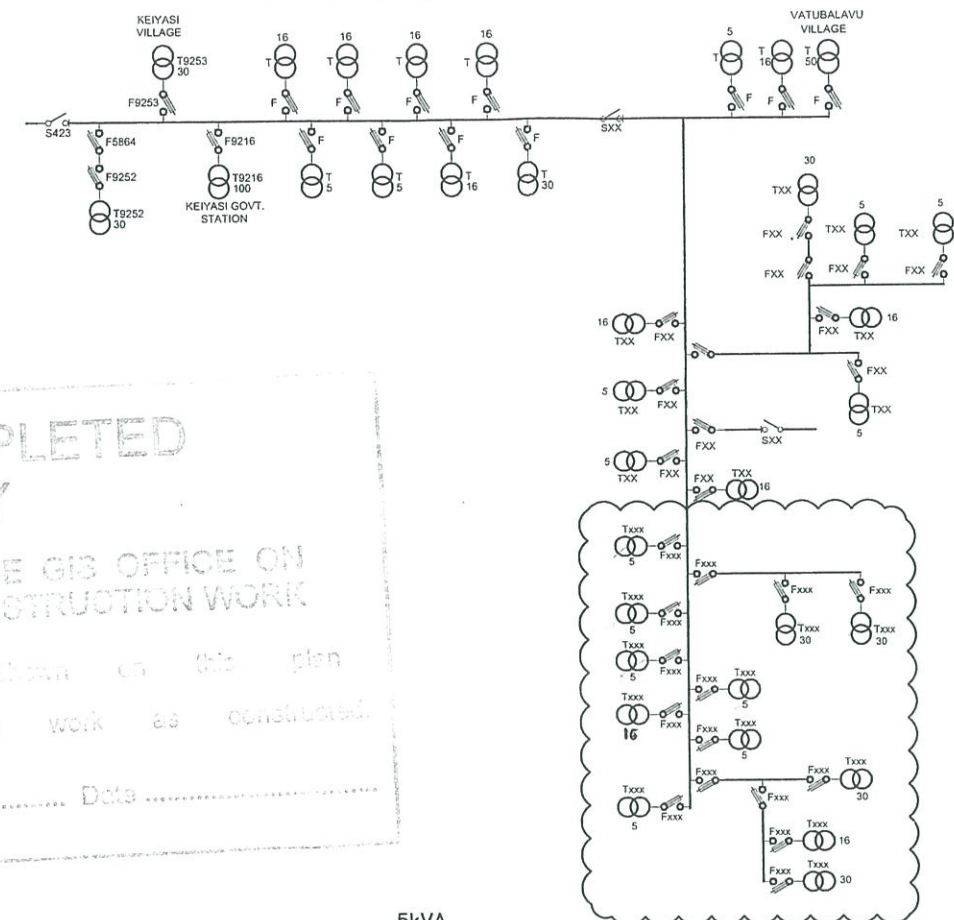 KEIYASI
VILLAGE
T9253
30
F9253
16
T
F
16
T
F
16
T
F
16
T
F
VATUBALAVU
VILLAGE
5
T
F
T
16
F
T
50
F
S423
F5864
F9252
T9252
30
F9216
T9216
100
KEIYASI GOVT.
STATION
F
T
5
F
T
5
F
T
16
F
T
30
SXX
30
TXX
FXX
FXX
5
TXX
FXX
5
TXX
FXX
16
FXX
TXX
FXX
TXX
5
16
TXX
FXX
5
TXX
FXX
FXX
SXX
5
TXX
FXX
FXX
TXX
16
Txxx
5
Fxxx
Fxxx
Fxxx
Txxx
30
Fxxx
Txxx
30
Txxx
5
Fxxx
Txxx
5
Fxxx
Fxxx
Txxx
5
Txxx
16
Fxxx
Fxxx
Txxx
5
Fxxx
Fxxx
Txxx
30
Fxxx
Txxx
5
Fxxx
Fxxx
Txxx
16
Fxxx
Txxx
30
PLETED
Y
E GIS OFFICE ON
STRUCTION WORK
on this plan
work as constructed.
Date
5kVA